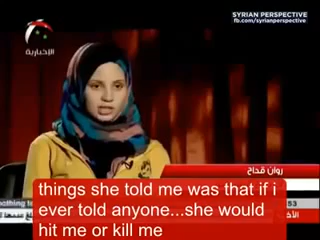 SYRIAN PERSPECTIVE
fb.com/syrianperspective
الإخبارية
روان قداح
things she told me was that if i
ever told anyone...she would
hit me or kill me